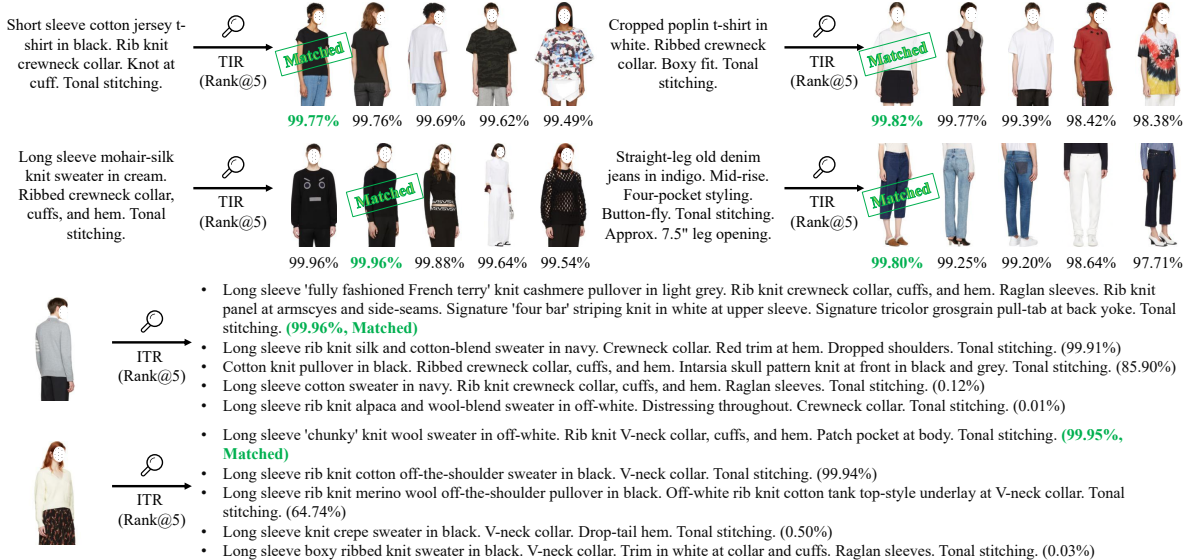 Short sleeve cotton jersey t-
shirt in black. Rib knit
crewneck collar. Knot at
cuff. Tonal stitching.
TIR
(Rank@5)
Matched
99.77% 99.76% 99.69% 99.62% 99.49%
Cropped poplin t-shirt in
white. Ribbed crewneck
collar. Boxy fit. Tonal
stitching.
TIR
(Rank@5)
Matched
99.82% 99.77% 99.39% 98.42% 98.38%
Long sleeve mohair-silk
knit sweater in cream.
Ribbed crewneck collar,
cuffs, and hem. Tonal
stitching.
TIR
(Rank@5)
Matched
99.96% 99.96% 99.88% 99.64% 99.54%
Straight-leg old denim
jeans in indigo. Mid-rise.
Four-pocket styling.
Button-fly. Tonal stitching.
Approx. 7.5" leg opening.
TIR
(Rank@5)
Matched
99.80% 99.25% 99.20% 98.64% 97.71%
ITR
(Rank@5)
• Long sleeve 'fully fashioned French terry' knit cashmere pullover in light grey. Rib knit crewneck collar, cuffs, and hem. Raglan sleeves. Rib knit
panel at armscyes and side-seams. Signature 'four bar' striping knit in white at upper sleeve. Signature tricolor grosgrain pull-tab at back yoke. Tonal
stitching. (99.96%, Matched)
• Long sleeve rib knit silk and cotton-blend sweater in navy. Crewneck collar. Red trim at hem. Dropped shoulders. Tonal stitching. (99.91%)
• Cotton knit pullover in black. Ribbed crewneck collar, cuffs, and hem. Intarsia skull pattern knit at front in black and grey. Tonal stitching. (85.90%)
• Long sleeve cotton sweater in navy. Rib knit crewneck collar, cuffs, and hem. Raglan sleeves. Tonal stitching. (0.12%)
• Long sleeve rib knit alpaca and wool-blend sweater in off-white. Distressing throughout. Crewneck collar. Tonal stitching. (0.01%)
ITR
(Rank@5)
• Long sleeve 'chunky' knit wool sweater in off-white. Rib knit V-neck collar, cuffs, and hem. Patch pocket at body. Tonal stitching. (99.95%,
Matched)
• Long sleeve rib knit cotton off-the-shoulder sweater in black. V-neck collar. Tonal stitching. (99.94%)
• Long sleeve rib knit merino wool off-the-shoulder pullover in black. Off-white rib knit cotton tank top-style underlay at V-neck collar. Tonal
stitching. (64.74%)
• Long sleeve knit crepe sweater in black. V-neck collar. Drop-tail hem. Tonal stitching. (0.50%)
• Long sleeve boxy ribbed knit sweater in black. V-neck collar. Trim in white at collar and cuffs. Raglan sleeves. Tonal stitching. (0.03%)